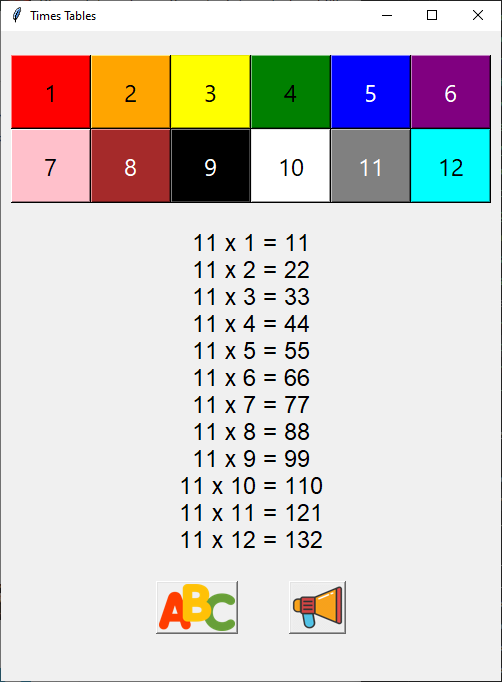 Times Tables
1 2 3 4 5 6
7 8 9 10 11 12
11 x 1 = 11
11 x 2 = 22
11 x 3 = 33
11 x 4 = 44
11 x 5 = 55
11 x 6 = 66
11 x 7 = 77
11 x 8 = 88
11 x 9 = 99
11 x 10 = 110
11 x 11 = 121
11 x 12 = 132
ABC